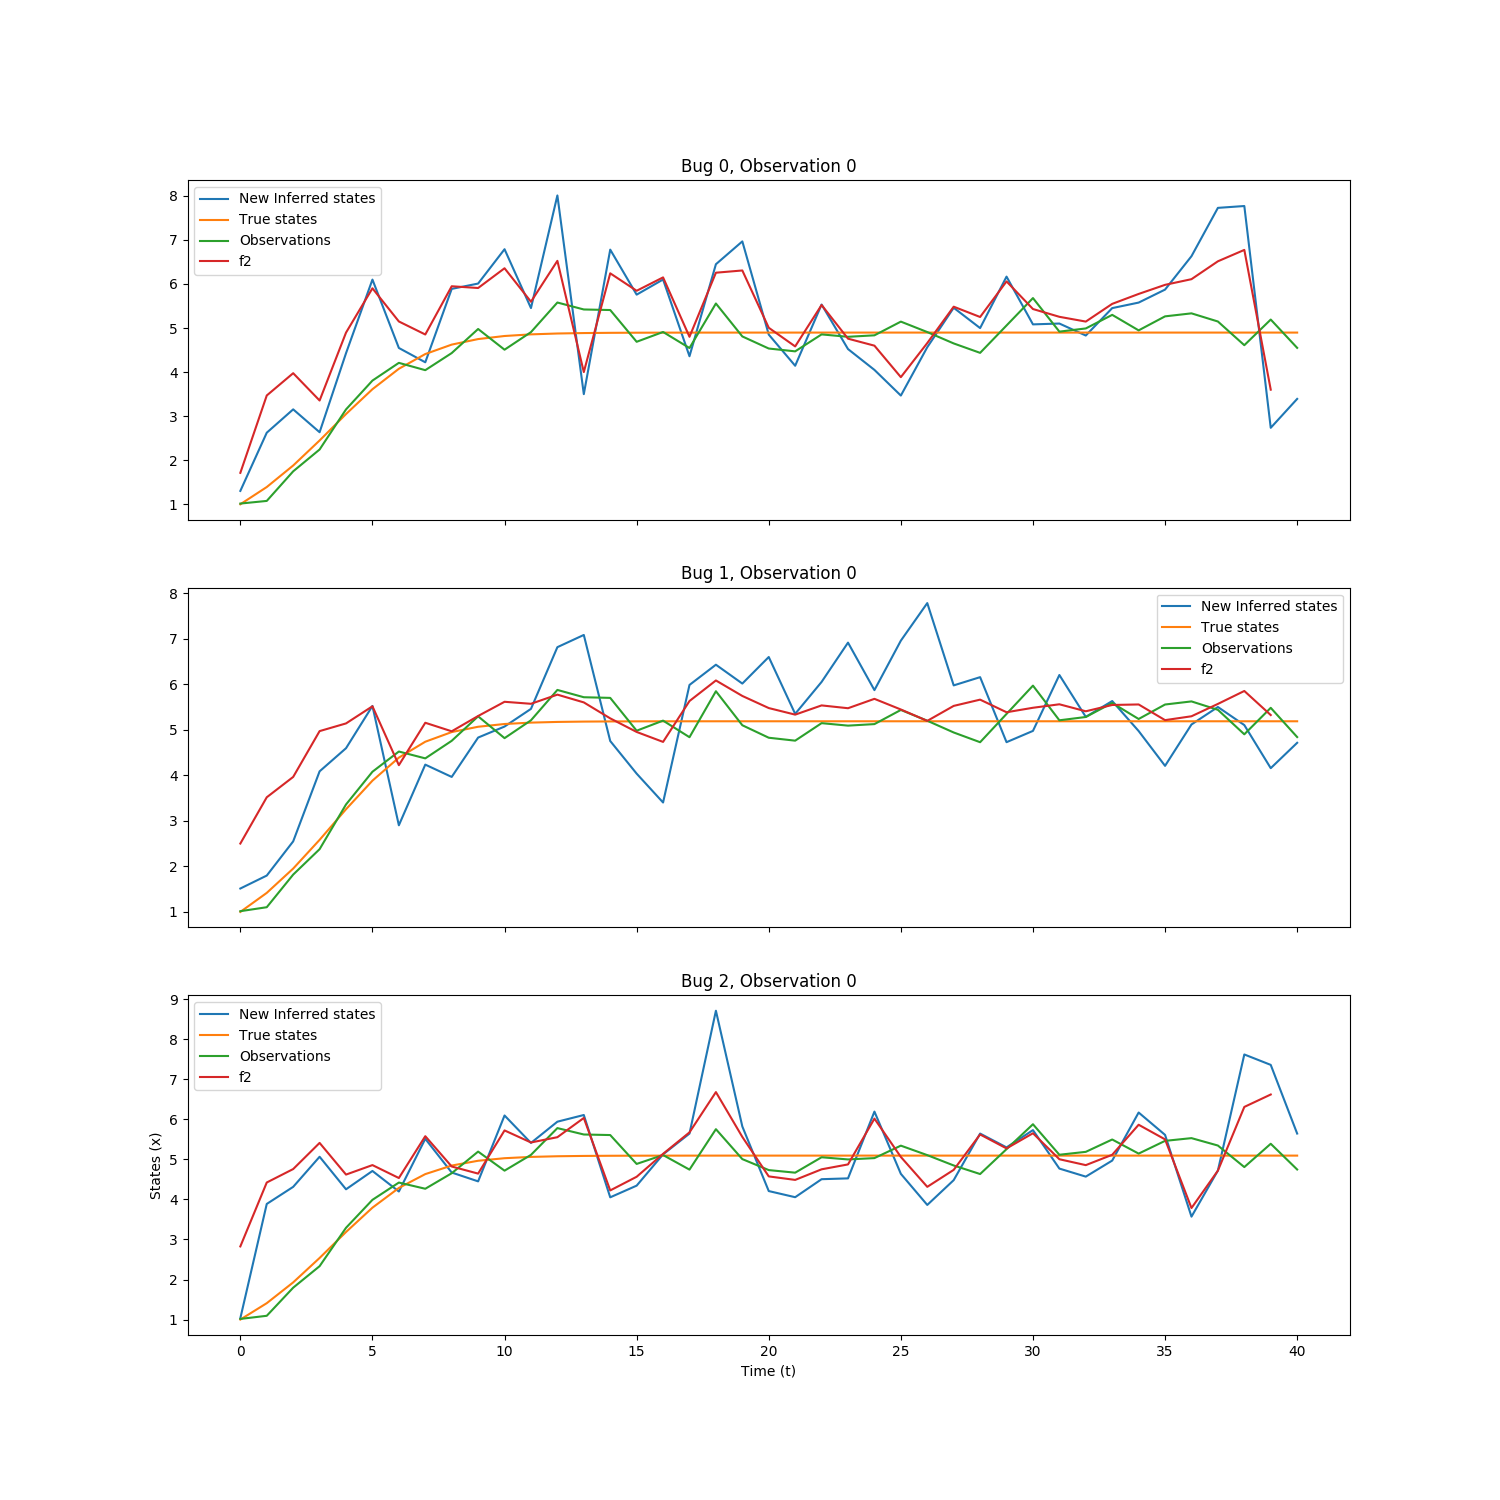 Bug 0, Observation 0
8
7
6
5
4
3
2
1
New Inferred states
True states
Observations
f2
Bug 1, Observation 0
8
7
6
5
4
3
2
1
New Inferred states
True states
Observations
f2
Bug 2, Observation 0
9
8
7
6
5
4
3
2
1
States (x)
New Inferred states
True states
Observations
f2
0 5 10 15 20 25 30 35 40
Time (t)